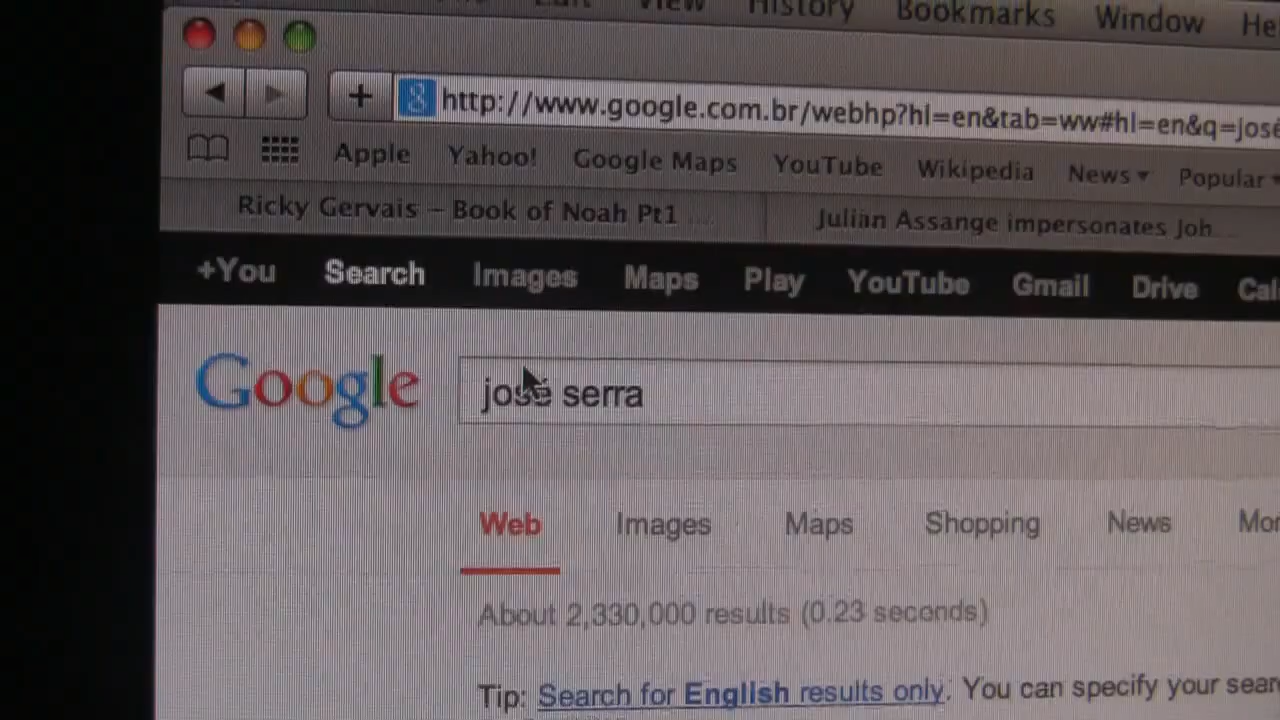 View History Bookmarks Window He
http://www.google.com.br/webhp?hl=en&tab=ww#hl=en&q=jose
Apple Yahoo! Google Maps YouTube Wikipedia News Popular
Ricky Gervais – Book of Noah Pt1 ... Julian Assange impersonates Joh...
+You Search Images Maps Play YouTube Gmail Drive Cal
Google josé serra
Web Images Maps Shopping News Mor
About 2,330,000 results (0.23 seconds)
Tip: Search for English results only. You can specify your sear